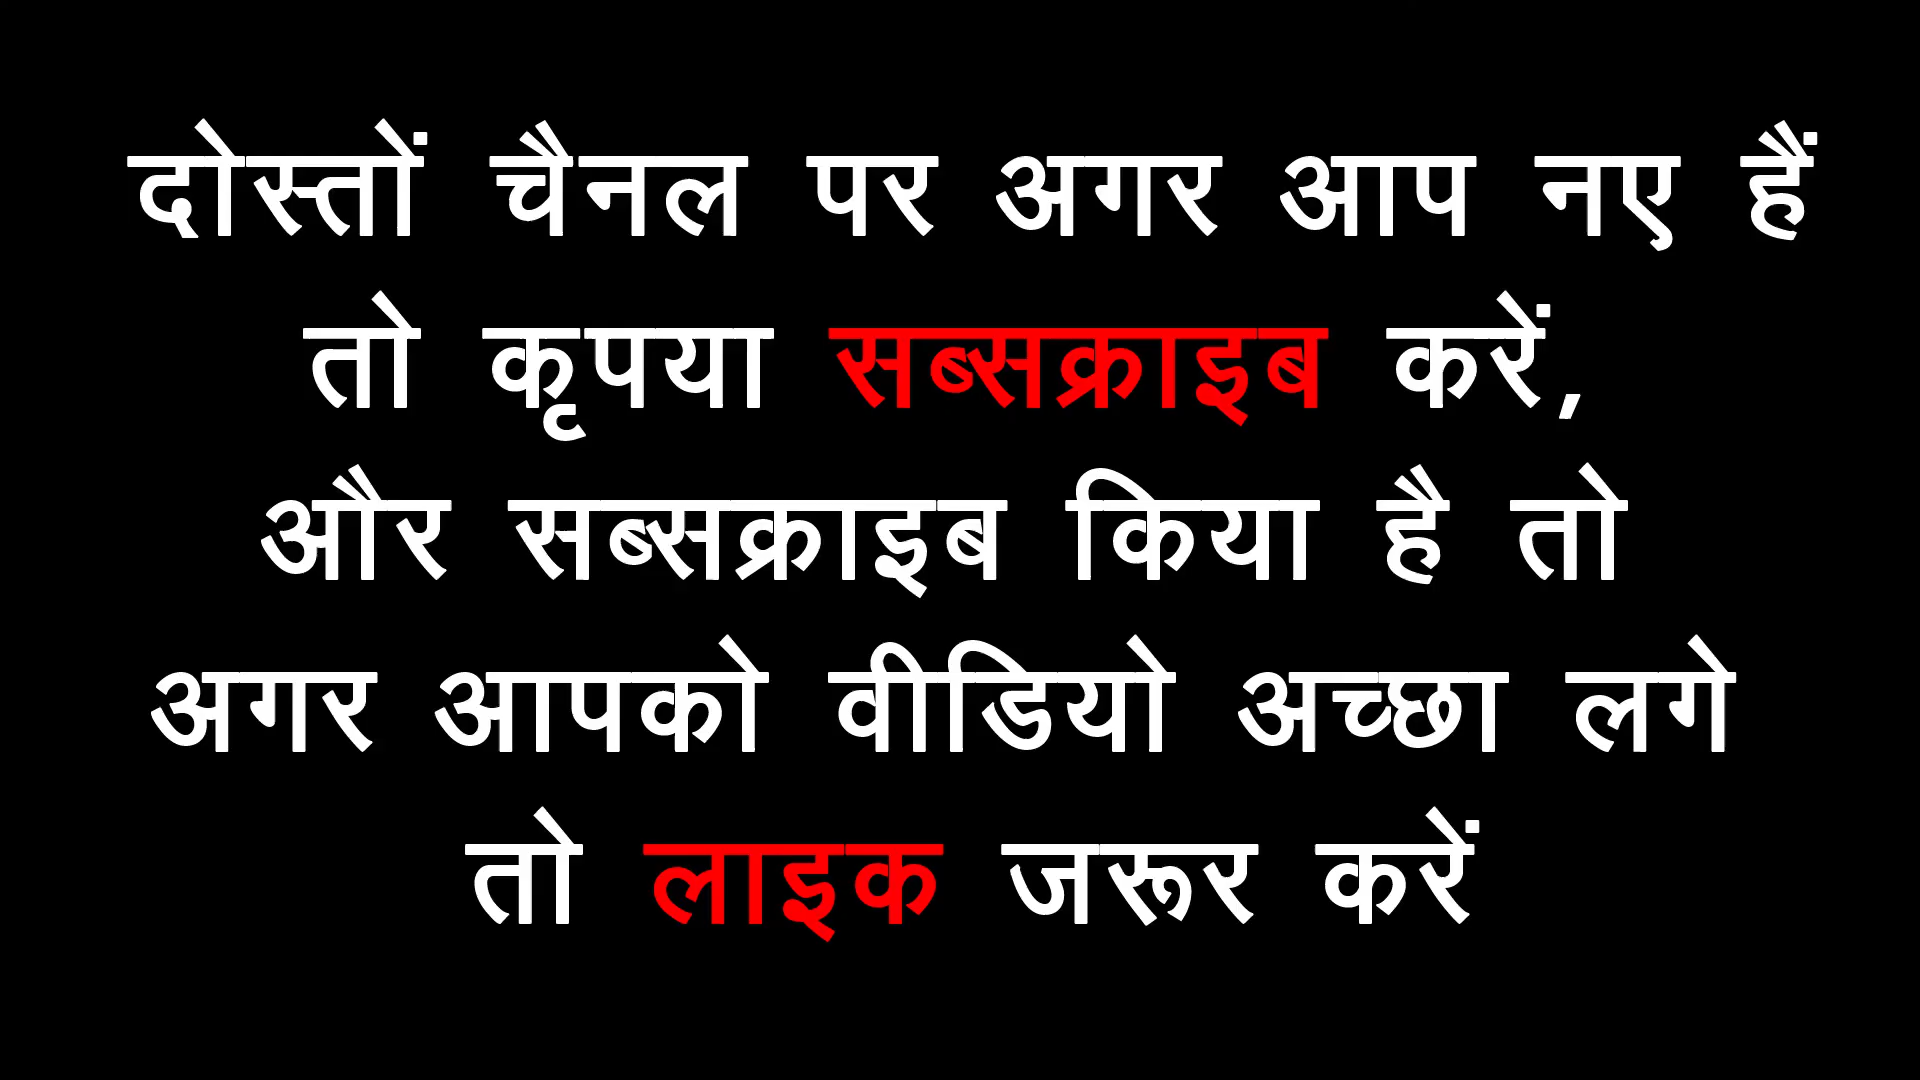 दोस्तों चैनल पर अगर आप नए हैं
तो कृपया सब्सक्राइब करें,
और सब्सक्राइब किया है तो
अगर आपको वीडियो अच्छा लगे
तो लाइक जरूर करें